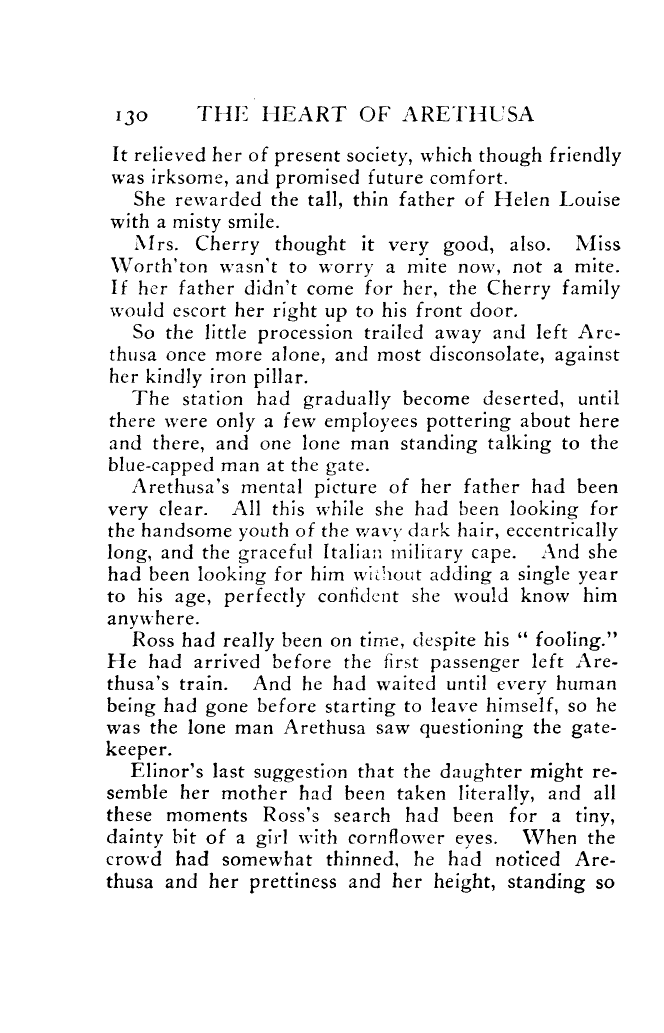 130 THE HEART OF ARETHUSA
It relieved her of present society, which though friendly
was irksome, and promised future comfort.
She rewarded the tall, thin father of Helen Louise
with a misty smile.
Mrs. Cherry thought it very good, also. Miss
Worth'ton wasn't to worry a mite now, not a mite.
If her father didn't come for her, the Cherry family
would escort her right up to his front door.
So the little procession trailed away and left Are-
thusa once more alone, and most disconsolate, against
her kindly iron pillar.
The station had gradually become deserted, until
there were only a few employees pottering about here
and there, and one lone man standing talking to the
blue-capped man at the gate.
Arethusa's mental picture of her father had been
very clear. All this while she had been looking for
the handsome youth of the wavy dark hair, eccentrically
long, and the graceful Italian military cape. And she
had been looking for him without adding a single year
to his age, perfectly confident she would know him
anywhere.
Ross had really been on time, despite his " fooling."
He had arrived before the first passenger left Are-
thusa's train. And he had waited until every human
being had gone before starting to leave himself, so he
was the lone man Arethusa saw questioning the gate-
keeper.
Elinor's last suggestion that the daughter might re-
semble her mother had been taken literally, and all
these moments Ross's search had been for a tiny,
dainty bit of a girl with cornflower eyes. When the
crowd had somewhat thinned, he had noticed Are-
thusa and her prettiness and her height, standing so